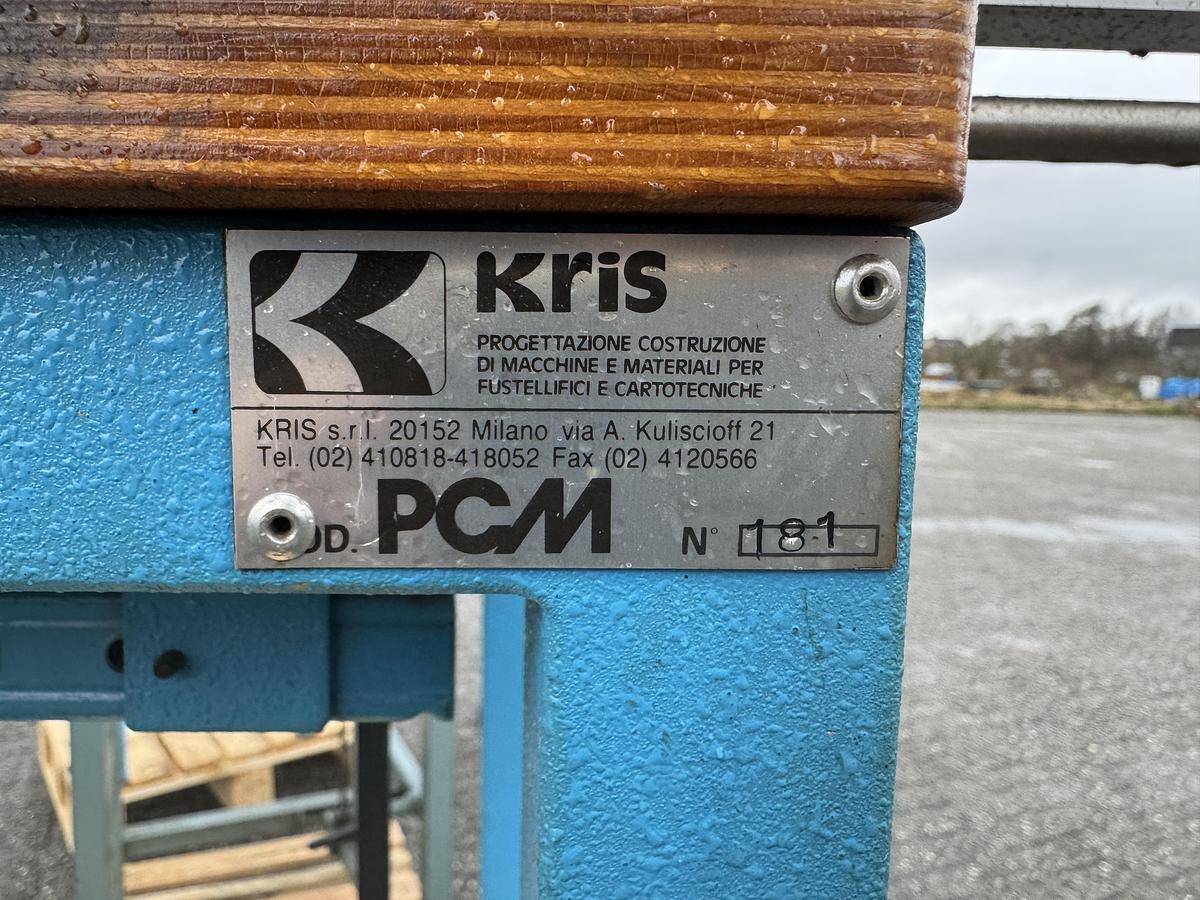 Kris
PROGETTAZIONE COSTRUZIONE
DI MACCHINE E MATERIALI PER
FUSTELLIFICI E CARTOTECNICHE
KRIS s.r.l. 20152 Milano via A. Kuliscioff 21
Tel. (02) 410818-418052 Fax (02) 4120566
OD. PCM N° 181